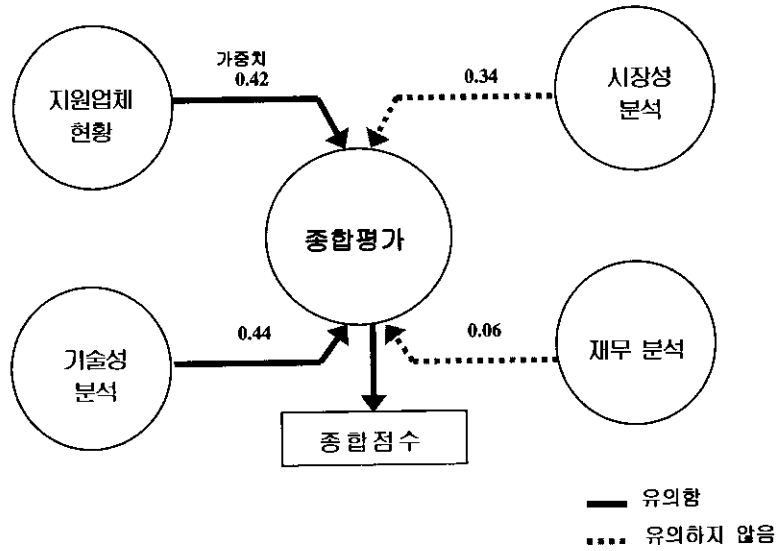 가중치
0.42
0.34
지원업체
현황
시장성
분석
종합평가
0.44
0.06
기술성
분석
재무 분석
종합점수
유의함
유의하지 않음